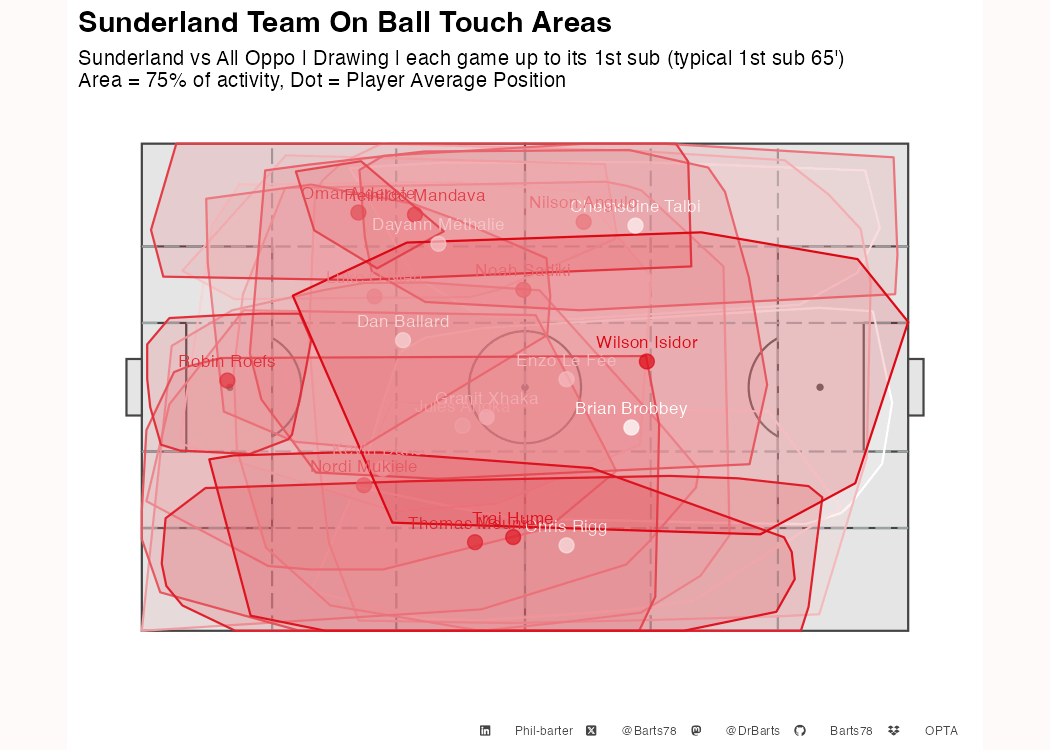 Sunderland Team On Ball Touch Areas
Sunderland vs All Oppo | Drawing | each game up to its 1st sub (typical 1st sub 65')
Area = 75% of activity, Dot = Player Average Position
Omar Alderete
Reinildo Mandava
Nilson Angulo
Chemsdine Talbi
Dayann Methalie
Noah Sadiki
Dan Ballard
Wilson Isidor
Robin Roefs
Enzo Le Fée
Granit Xhaka
Brian Brobbey
Nordi Mukiele
Thomas
Trai Hume
Chris Rigg
Phil-barter
@Barts78
@DrBarts
Barts78
OPTA